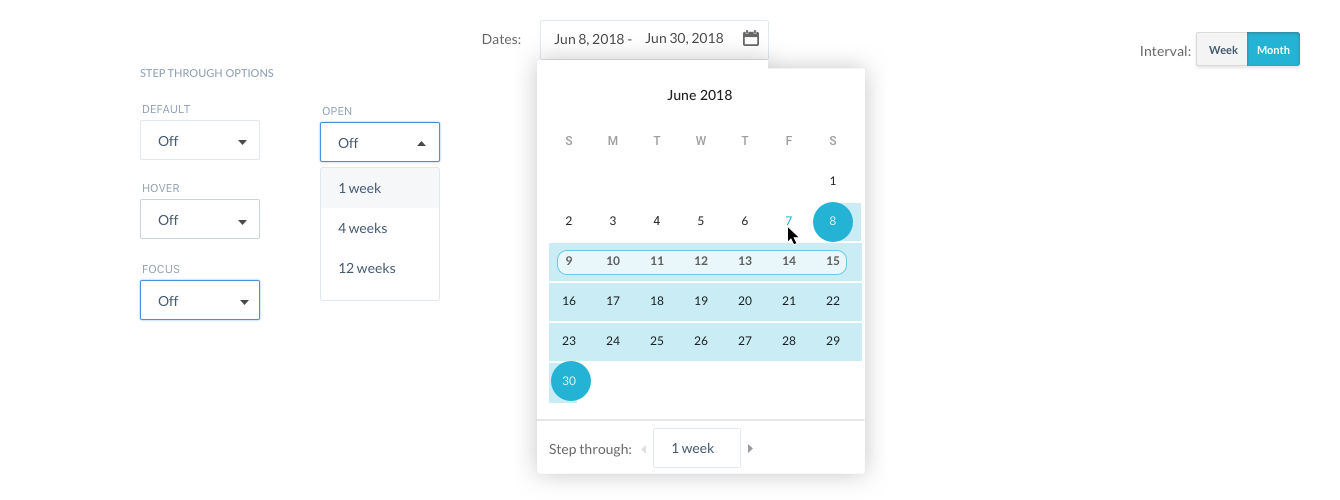 Dates:
Jun 8, 2018 - Jun 30, 2018
Interval:
Week
Month
STEP THROUGH OPTIONS
DEFAULT
Off
HOVER
Off
FOCUS
Off
OPEN
Off
1 week
4 weeks
12 weeks
June 2018
S M T W T F S
1
2 3 4 5 6 7 8
9 10 11 12 13 14 15
16 17 18 19 20 21 22
23 24 25 26 27 28 29
30
Step through: 1 week